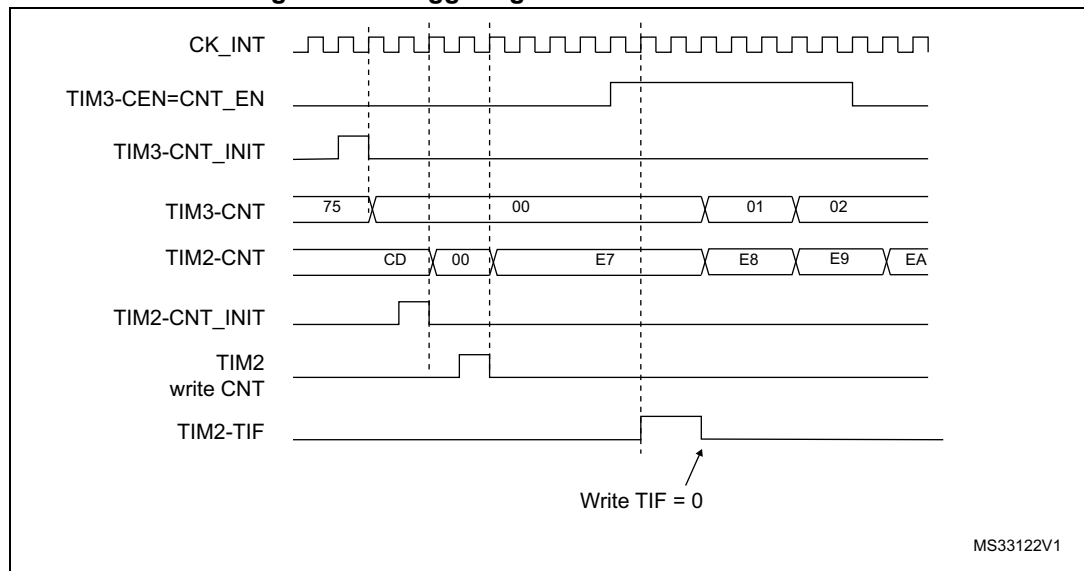 CK_INT
TIM3-CEN=CNT_EN
TIM3-CNT_INIT
TIM3-CNT 75 00 01 02
TIM2-CNT CD 00 E7 E8 E9 EA
TIM2-CNT_INIT
TIM2
write CNT
TIM2-TIF
Write TIF = 0
MS33122V1